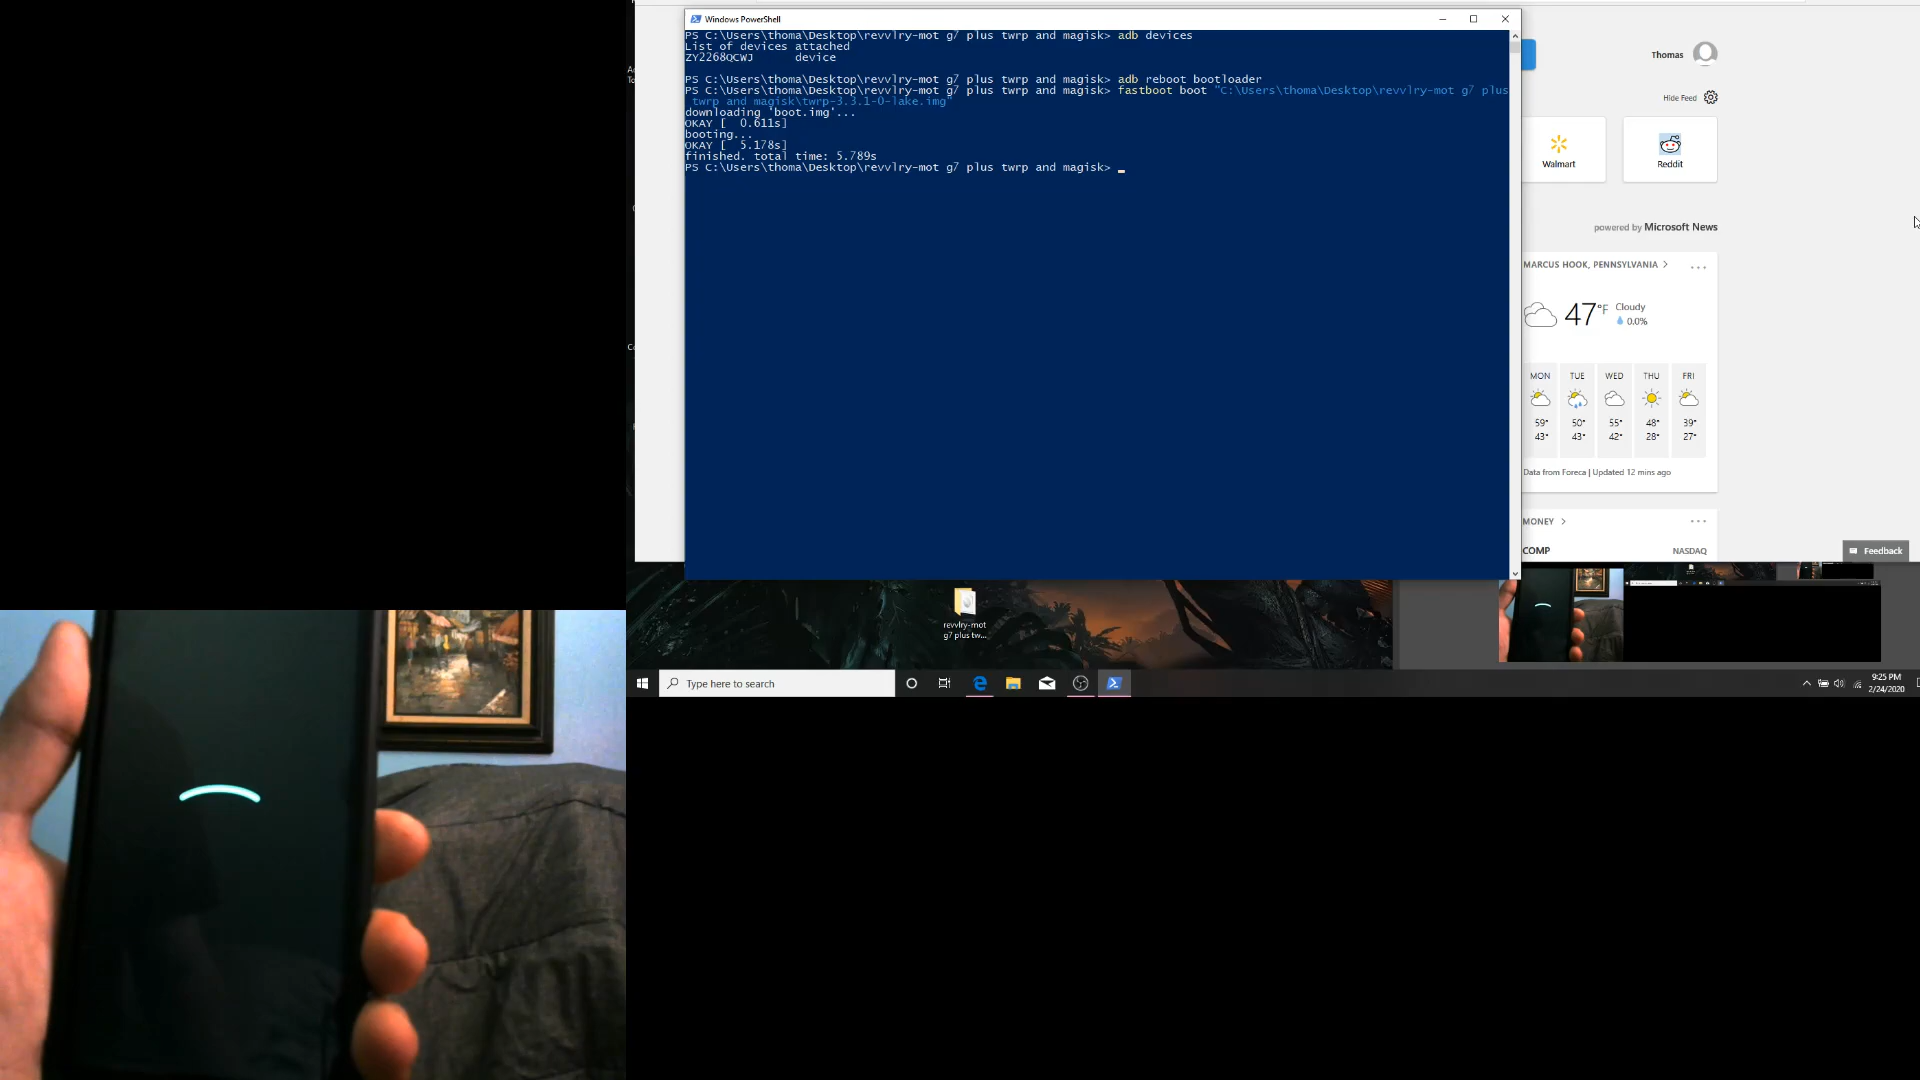 Windows PowerShell
PS C:\Users\thoma\Desktop\revvlry-mot g7 plus twrp and magisk> adb devices
List of devices attached
ZY2268QCWJ device
PS C:\Users\thoma\Desktop\revvlry-mot g7 plus twrp and magisk> adb reboot bootloader
PS C:\Users\thoma\Desktop\revvlry-mot g7 plus twrp and magisk> fastboot boot "C:\Users\thoma\Desktop\revvlry-mot g7 plus
twrp and magisk\twrp-3.3.1-0-lake.img"
downloading 'boot.img'...
OKAY [ 0.611s]
booting...
OKAY [ 5.178s]
finished. total time: 5.789s
PS C:\Users\thoma\Desktop\revvlry-mot g7 plus twrp and magisk>
Thomas
Hide Feed
Walmart Reddit
powered by Microsoft News
MARCUS HOOK, PENNSYLVANIA >
47°F Cloudy
0.0%
MON TUE WED THU FRI
59° 50° 55° 48° 39°
43° 43° 42° 28° 27°
Data from Foreca | Updated 12 mins ago
MONEY >
COMP NASDAQ
Feedback
revvlry-mot
g7 plus tw...
Type here to search
9:25 PM
2/24/2020